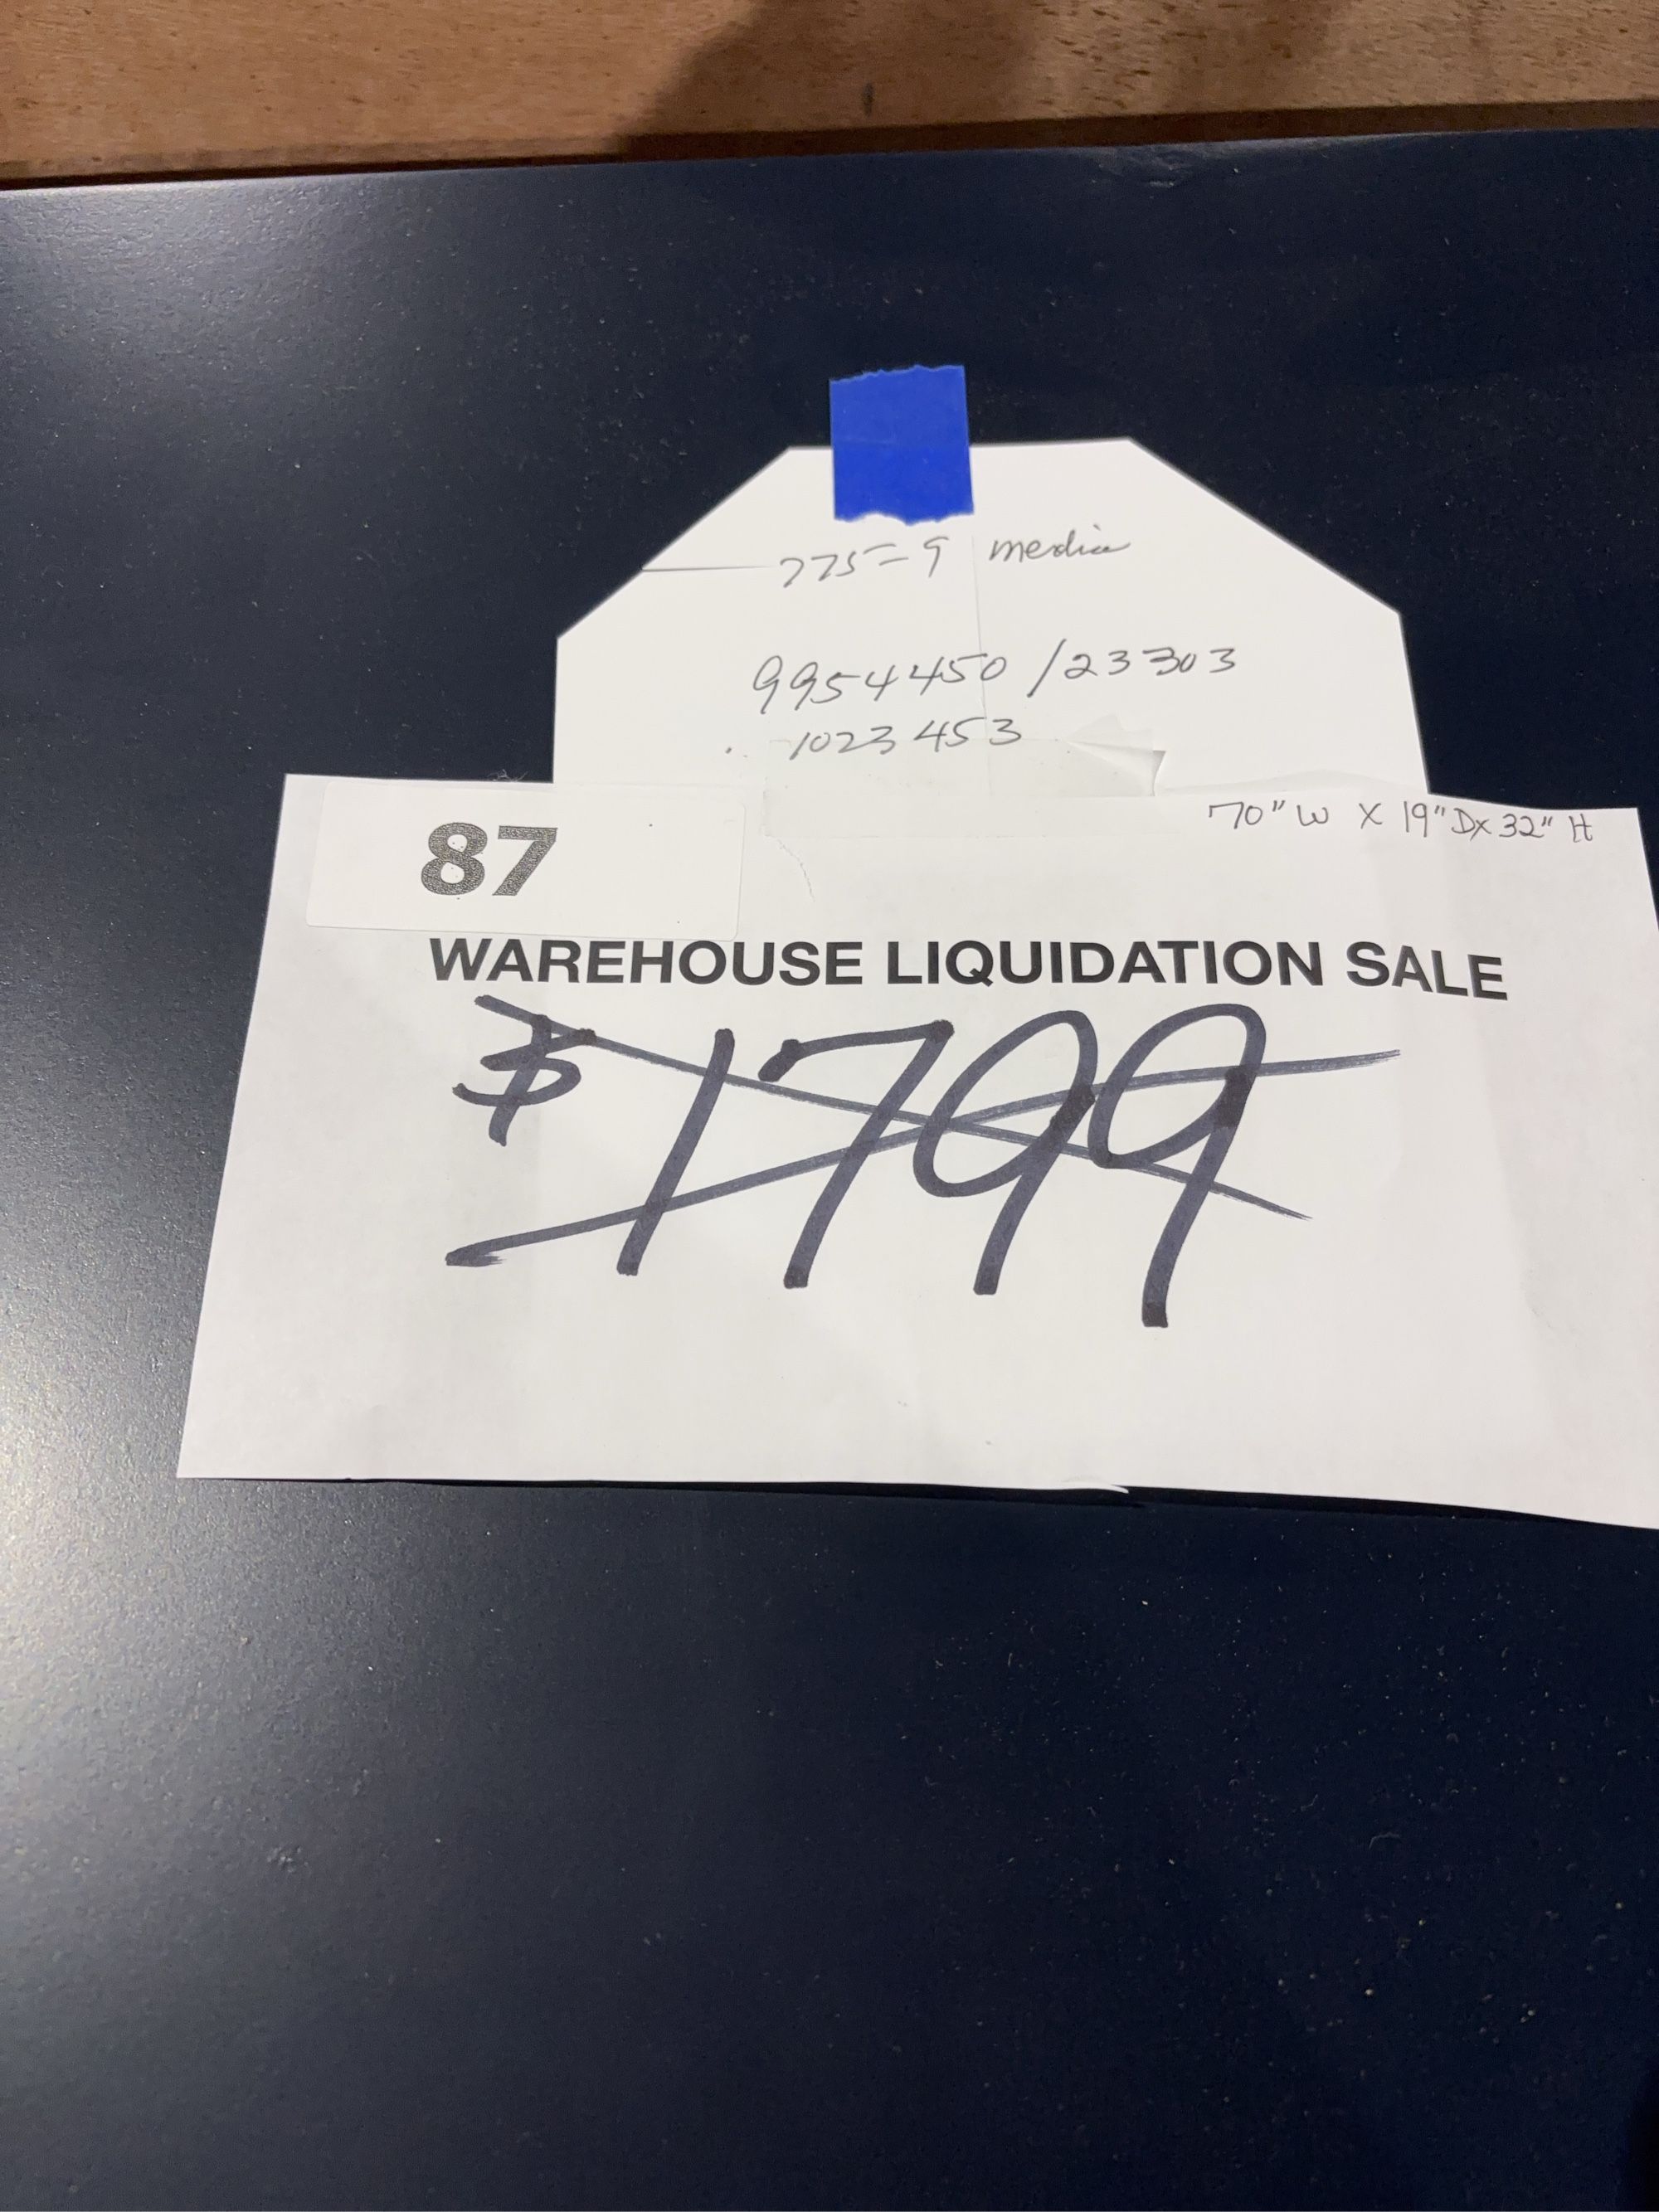 775-9 media
9954450 / 23303
1023453
70" W X 19" D x 32" H
87
WAREHOUSE LIQUIDATION SALE
$1799